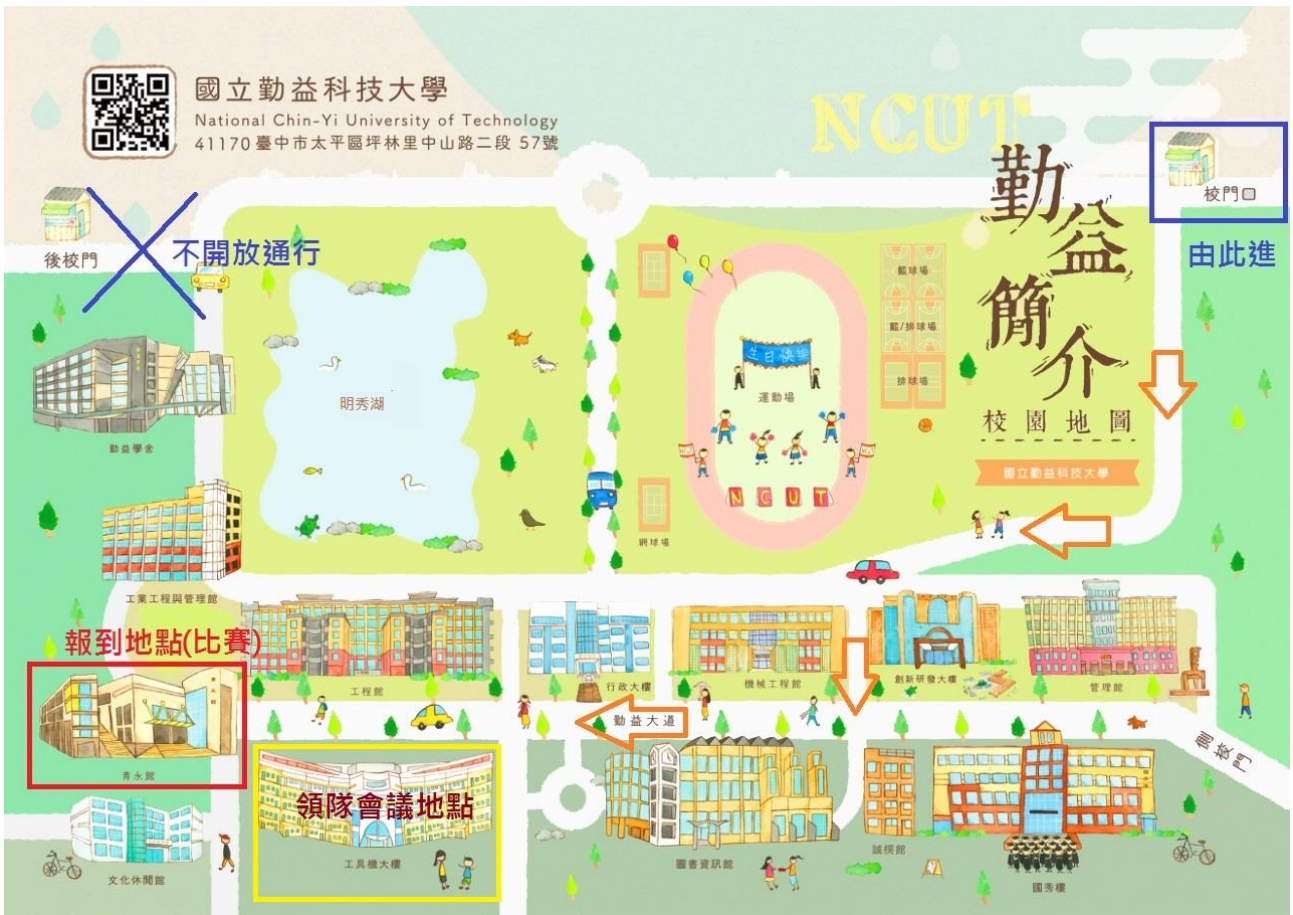 國立勤益科技大學
National Chin-Yi University of Technology
41170 臺中市太平區坪林里中山路二段 57號
NCUT
勤益簡介
校園地圖
國立勤益科技大學
校門口
由此進
後校門
不開放通行
勤益學舍
明秀湖
籃球場
籃/排球場
排球場
生日快樂
運動場
NCUT
網球場
工業工程與管理館
報到地點(比賽)
工程館
行政大樓
機械工程館
創新研發大樓
管理館
勤益大道
側校門
青永館
領隊會議地點
工具機大樓
文化休閒館
圖書資訊館
誠樸館
國秀樓